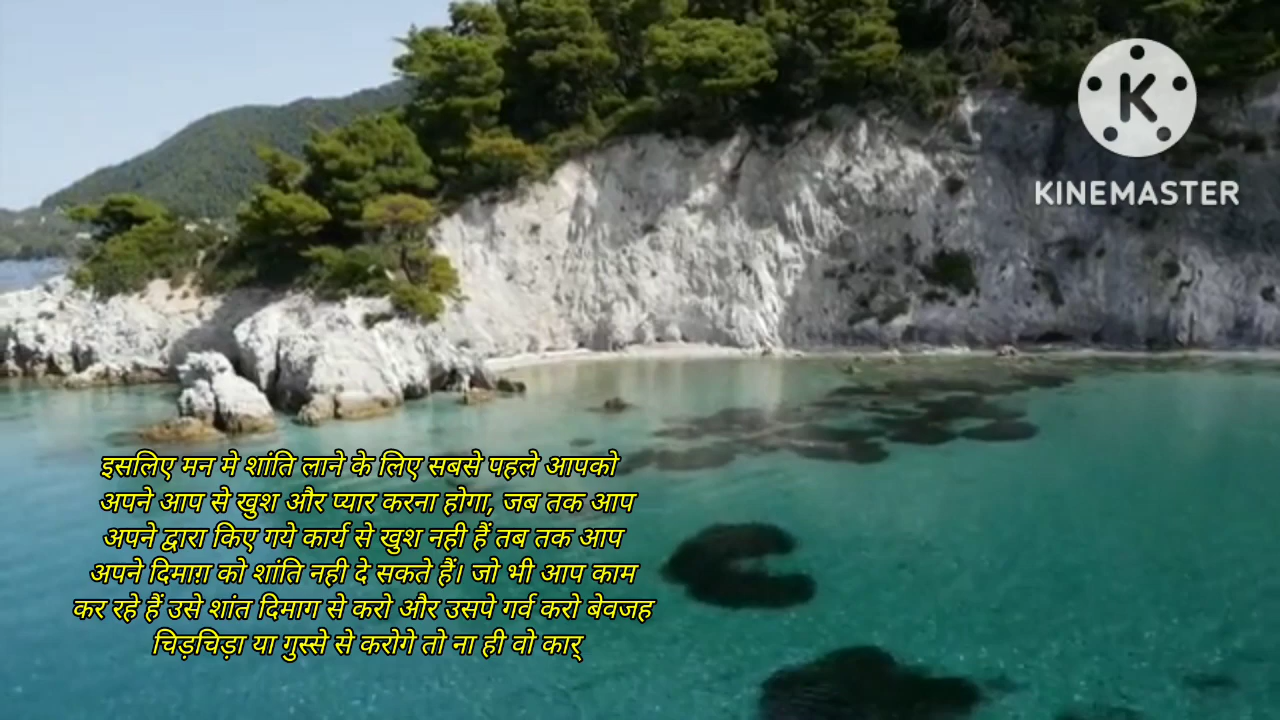 K
KINEMASTER
इसलिए मन मे शांति लाने के लिए सबसे पहले आपको
अपने आप से खुश और प्यार करना होगा, जब तक आप
अपने द्वारा किए गये कार्य से खुश नही हैं तब तक आप
अपने दिमाग़ को शांति नही दे सकते हैं। जो भी आप काम
कर रहे हैं उसे शांत दिमाग से करो और उसपे गर्व करो बेवजह
चिड़चिड़ा या गुस्से से करोगे तो ना ही वो कार्